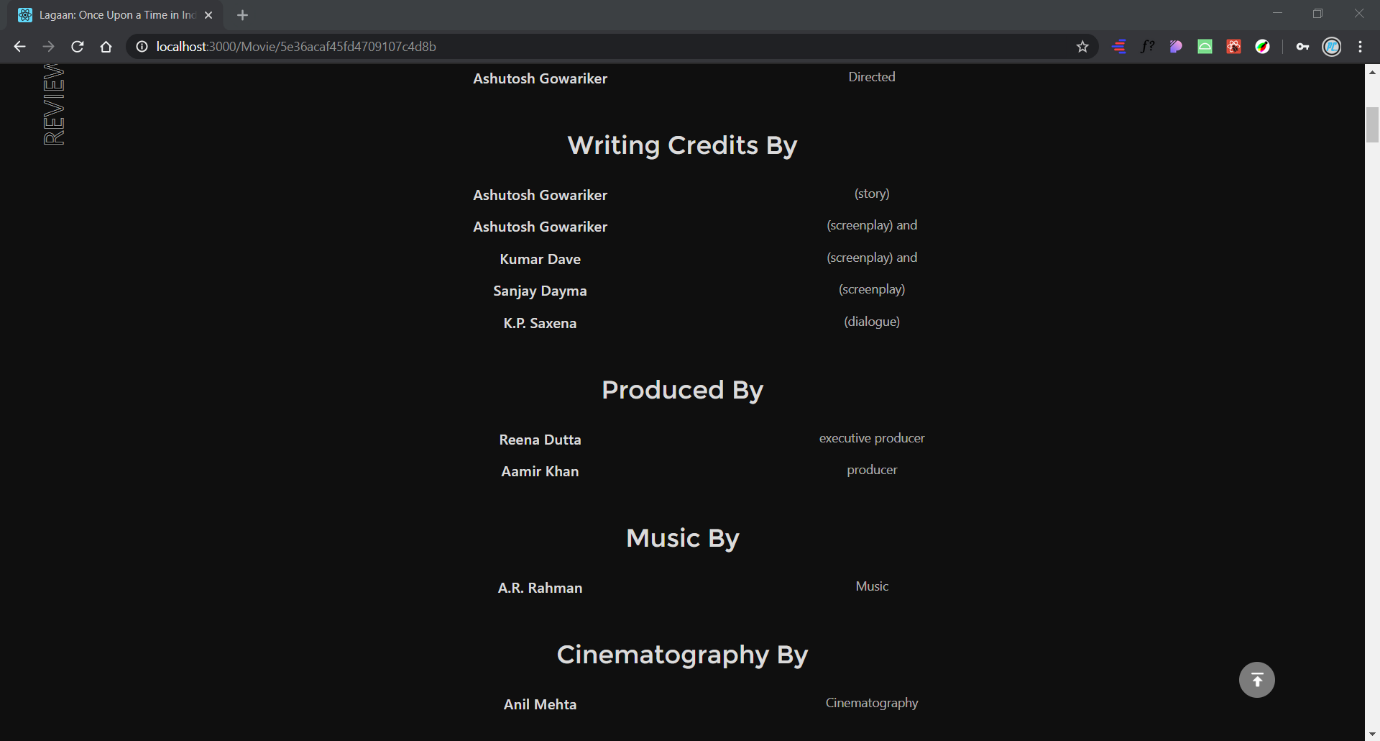 Lagaan: Once Upon a Time in Ind
localhost:3000/Movie/5e36acaf45fd4709107c4d8b
f?
REVIEW
Ashutosh Gowariker Directed
Writing Credits By
Ashutosh Gowariker (story)
Ashutosh Gowariker (screenplay) and
Kumar Dave (screenplay) and
Sanjay Dayma (screenplay)
K.P. Saxena (dialogue)
Produced By
Reena Dutta executive producer
Aamir Khan producer
Music By
A.R. Rahman Music
Cinematography By
Anil Mehta Cinematography